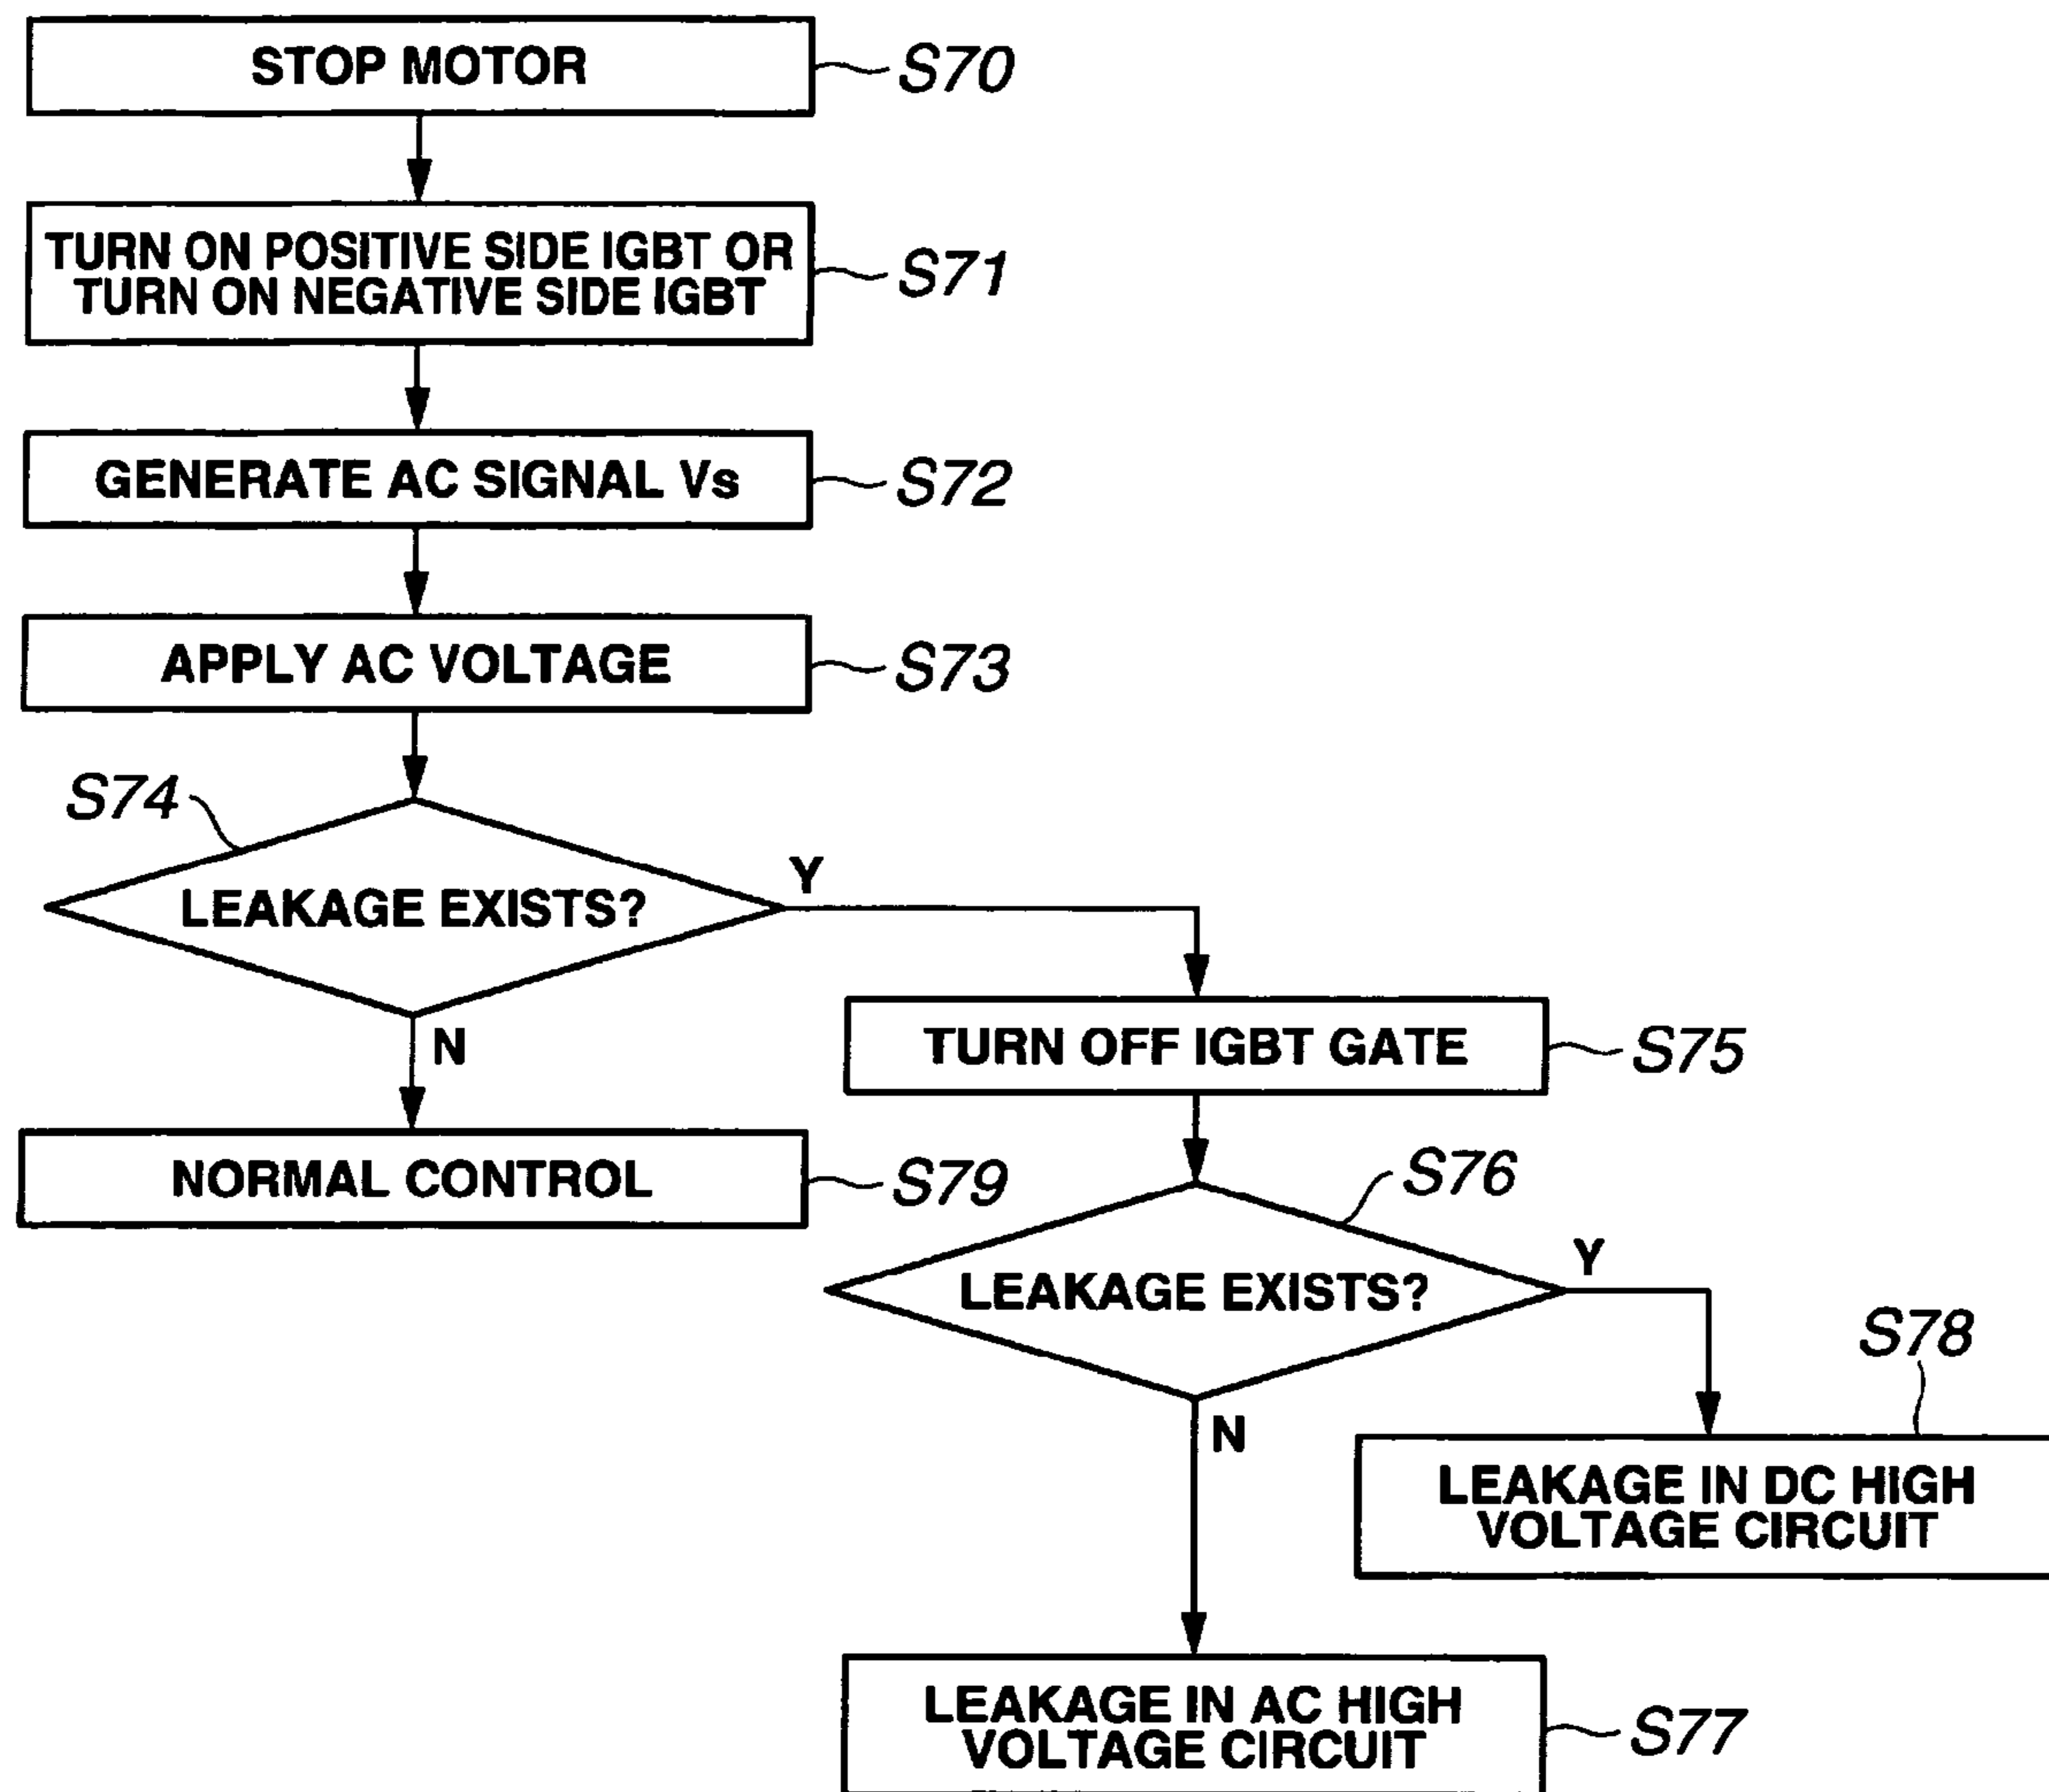 STOP MOTOR
S70
TURN ON POSITIVE SIDE IGBT OR
TURN ON NEGATIVE SIDE IGBT
S71
GENERATE AC SIGNAL Vs
S72
APPLY AC VOLTAGE
S73
S74
LEAKAGE EXISTS?
Y
N
TURN OFF IGBT GATE
S75
NORMAL CONTROL
S79
S76
LEAKAGE EXISTS?
Y
N
S78
LEAKAGE IN DC HIGH
VOLTAGE CIRCUIT
LEAKAGE IN AC HIGH
VOLTAGE CIRCUIT
S77